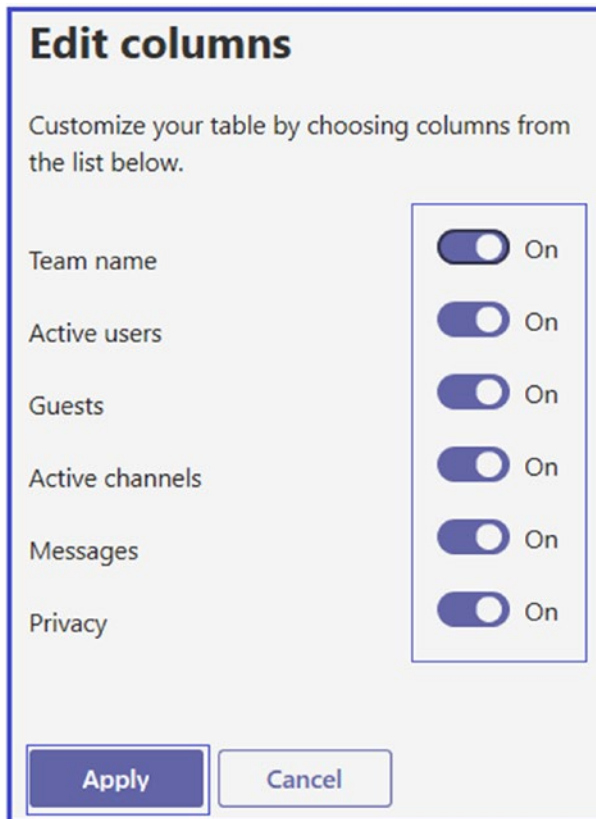 Edit columns
Customize your table by choosing columns from
the list below.
Team name On
Active users On
Guests On
Active channels On
Messages On
Privacy On
Apply Cancel